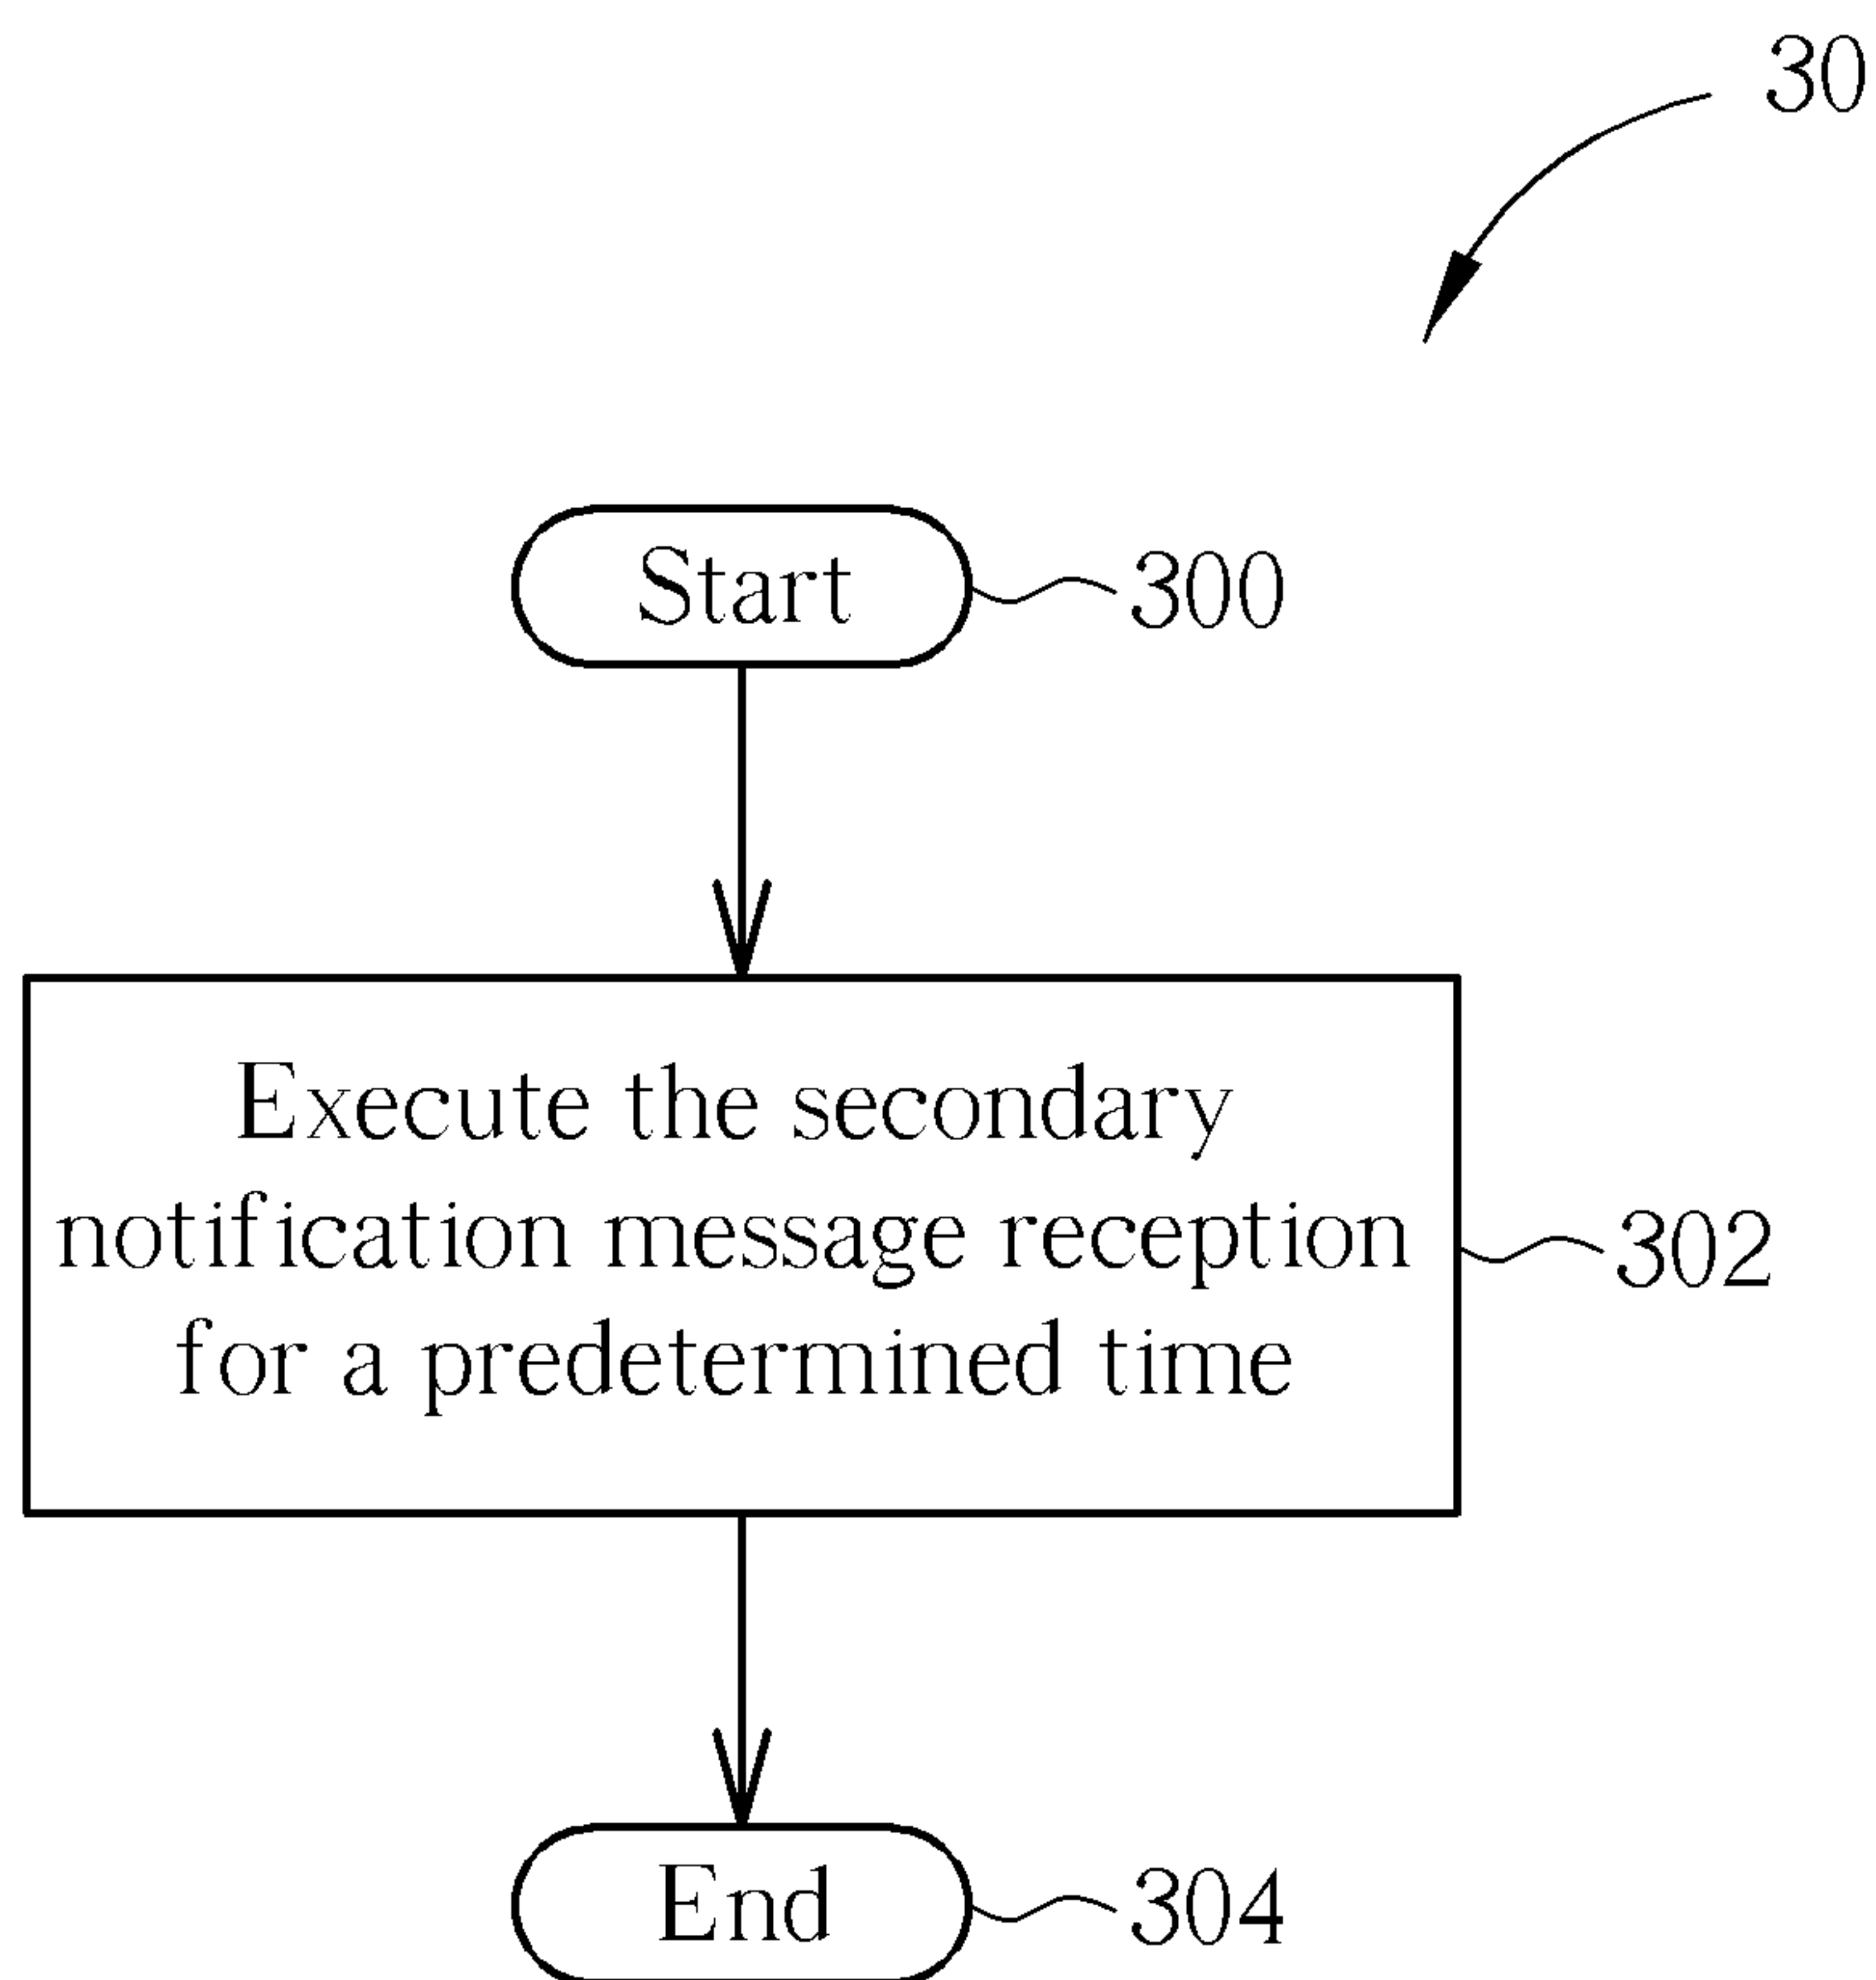 30
Start
300
Execute the secondary
notification message reception
for a predetermined time
302
End
304